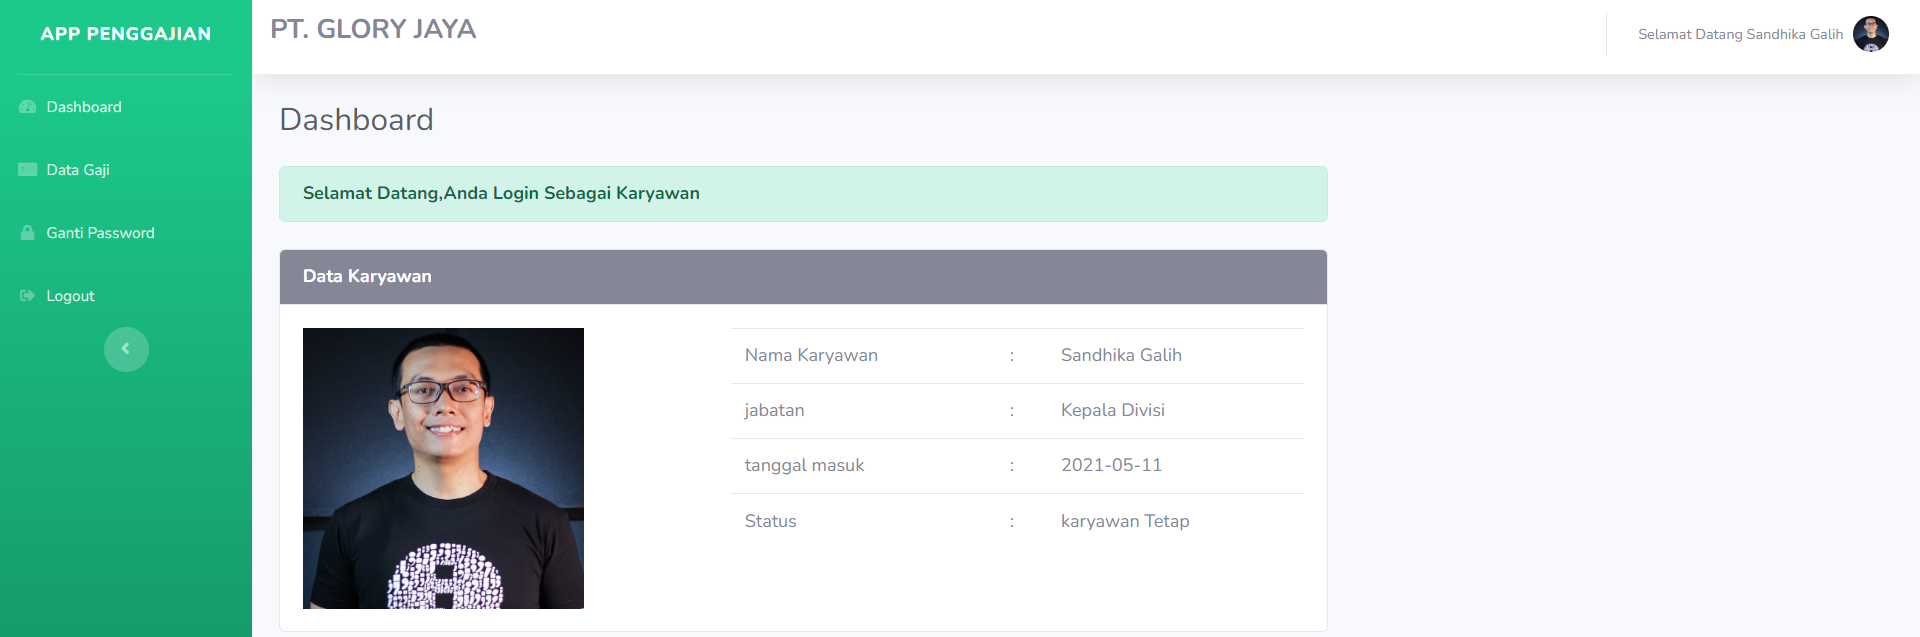 APP PENGGAJIAN
PT. GLORY JAYA
Selamat Datang Sandhika Galih
Dashboard
Data Gaji
Ganti Password
Logout
Dashboard
Selamat Datang,Anda Login Sebagai Karyawan
Data Karyawan
Nama Karyawan : Sandhika Galih
jabatan : Kepala Divisi
tanggal masuk : 2021-05-11
Status : karyawan Tetap